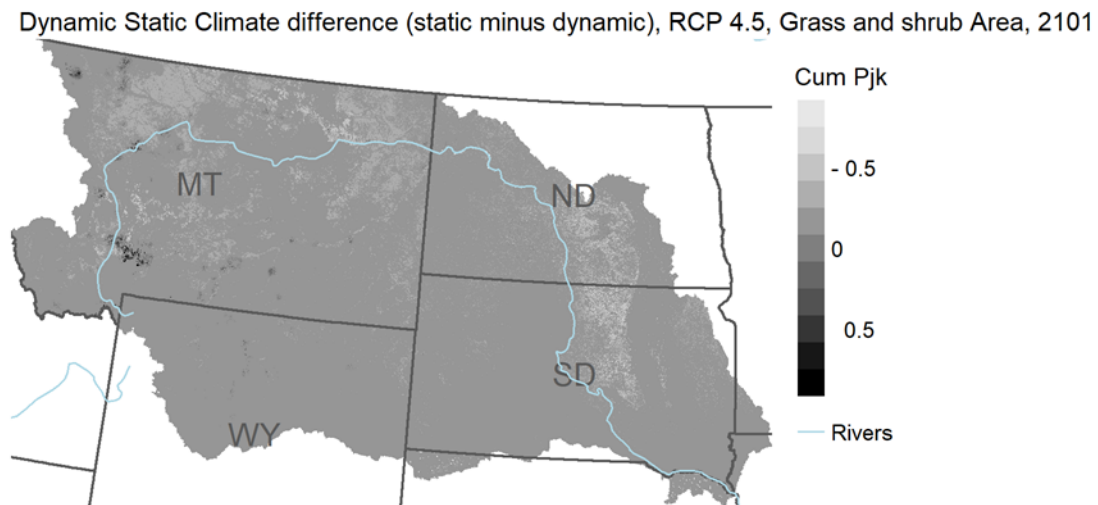 Dynamic Static Climate difference (static minus dynamic), RCP 4.5, Grass and shrub Area, 2101
Cum Pjk
- 0.5
0
0.5
Rivers
MT
ND
SD
WY